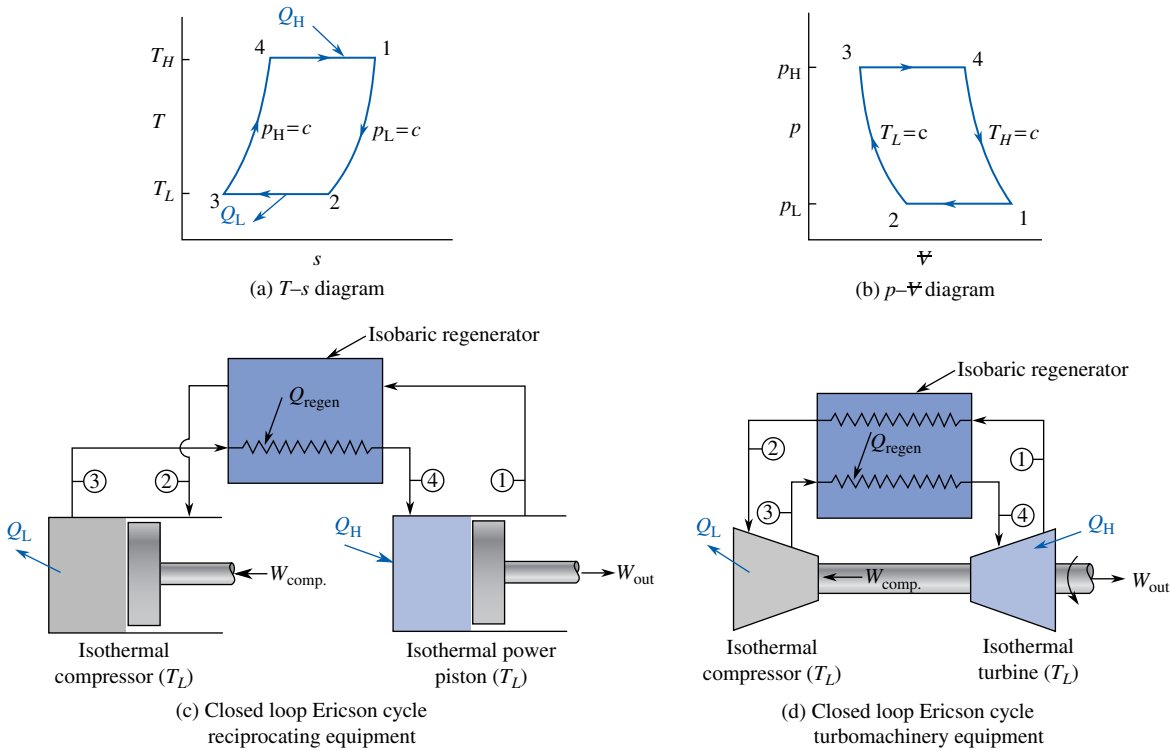 Q_H
4
1
T_H
T
p_H = c
p_L = c
T_L
3
2
Q_L
s
(a) T–s diagram
3
4
p_H
p
T_L = c
T_H = c
p_L
2
1
V
(b) p–V diagram
Isobaric regenerator
Q_regen
3
2
4
1
Q_L
Q_H
W_comp.
W_out
Isothermal
compressor (T_L)
Isothermal power
piston (T_L)
(c) Closed loop Ericson cycle
reciprocating equipment
Isobaric regenerator
2
Q_regen
1
3
4
Q_L
Q_H
W_comp.
W_out
Isothermal
compressor (T_L)
Isothermal
turbine (T_L)
(d) Closed loop Ericson cycle
turbomachinery equipment